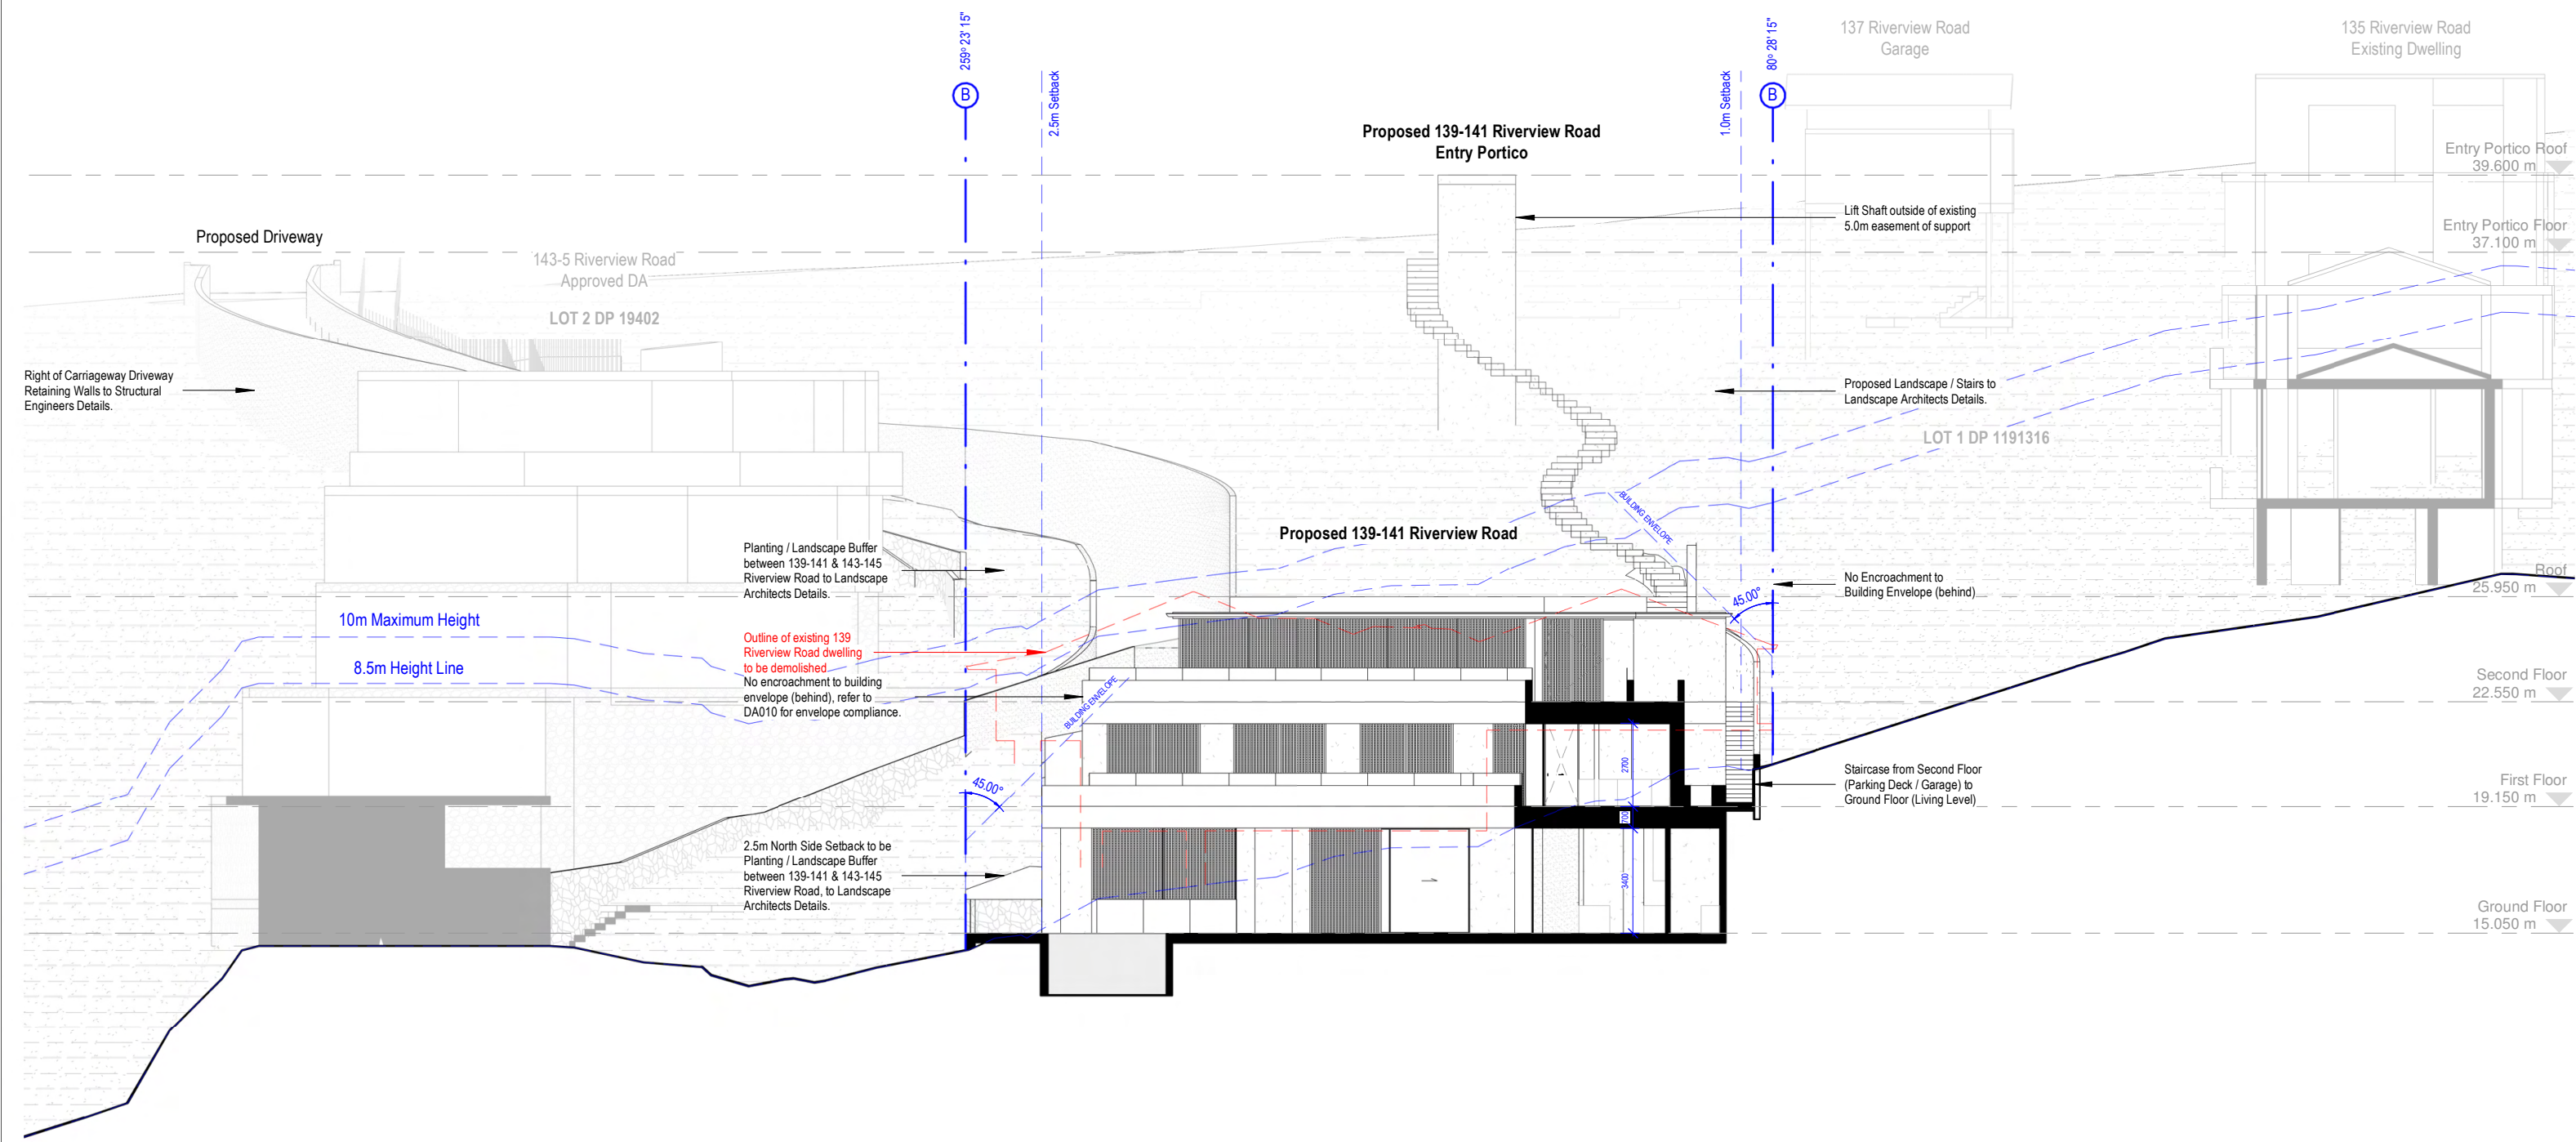 259° 23' 15"
B
2.5m Setback
80° 28' 15"
B
1.0m Setback
137 Riverview Road
Garage
135 Riverview Road
Existing Dwelling
Proposed 139-141 Riverview Road
Entry Portico
Entry Portico Roof
39.600 m
Lift Shaft outside of existing
5.0m easement of support
Entry Portico Floor
37.100 m
Proposed Driveway
143-5 Riverview Road
Approved DA
LOT 2 DP 19402
Right of Carriageway Driveway
Retaining Walls to Structural
Engineers Details.
Proposed Landscape / Stairs to
Landscape Architects Details.
LOT 1 DP 1191316
BUILDING ENVELOPE
Proposed 139-141 Riverview Road
Planting / Landscape Buffer
between 139-141 & 143-145
Riverview Road to Landscape
Architects Details.
No Encroachment to
Building Envelope (behind)
Roof
25.950 m
45.00°
10m Maximum Height
8.5m Height Line
Outline of existing 139
Riverview Road dwelling
to be demolished
No encroachment to building
envelope (behind), refer to
DA010 for envelope compliance.
BUILDING ENVELOPE
Second Floor
22.550 m
45.00°
2700
Staircase from Second Floor
(Parking Deck / Garage) to
Ground Floor (Living Level)
First Floor
19.150 m
700
2.5m North Side Setback to be
Planting / Landscape Buffer
between 139-141 & 143-145
Riverview Road, to Landscape
Architects Details.
3400
Ground Floor
15.050 m